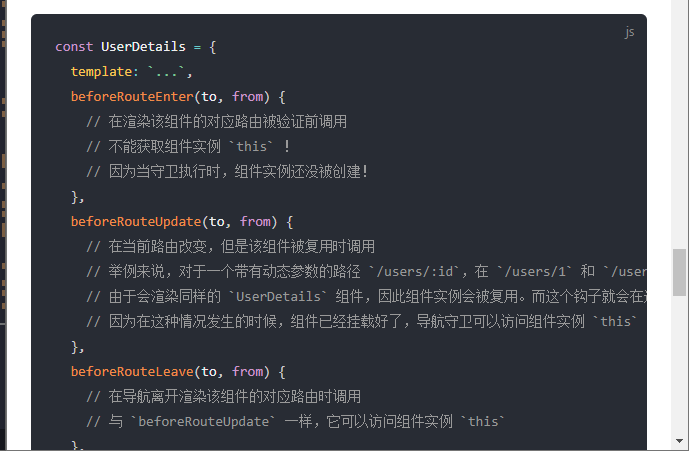 js
const UserDetails = {
template: `...`,
beforeRouteEnter(to, from) {
// 在渲染该组件的对应路由被验证前调用
// 不能获取组件实例 `this` ！
// 因为当守卫执行时，组件实例还没被创建！
},
beforeRouteUpdate(to, from) {
// 在当前路由改变，但是该组件被复用时调用
// 举例来说，对于一个带有动态参数的路径 `/users/:id`，在 `/users/1` 和 `/user
// 由于会渲染同样的 `UserDetails` 组件，因此组件实例会被复用。而这个钩子就会在
// 因为在这种情况发生的时候，组件已经挂载好了，导航守卫可以访问组件实例 `this`
},
beforeRouteLeave(to, from) {
// 在导航离开渲染该组件的对应路由时调用
// 与 `beforeRouteUpdate` 一样，它可以访问组件实例 `this`
},